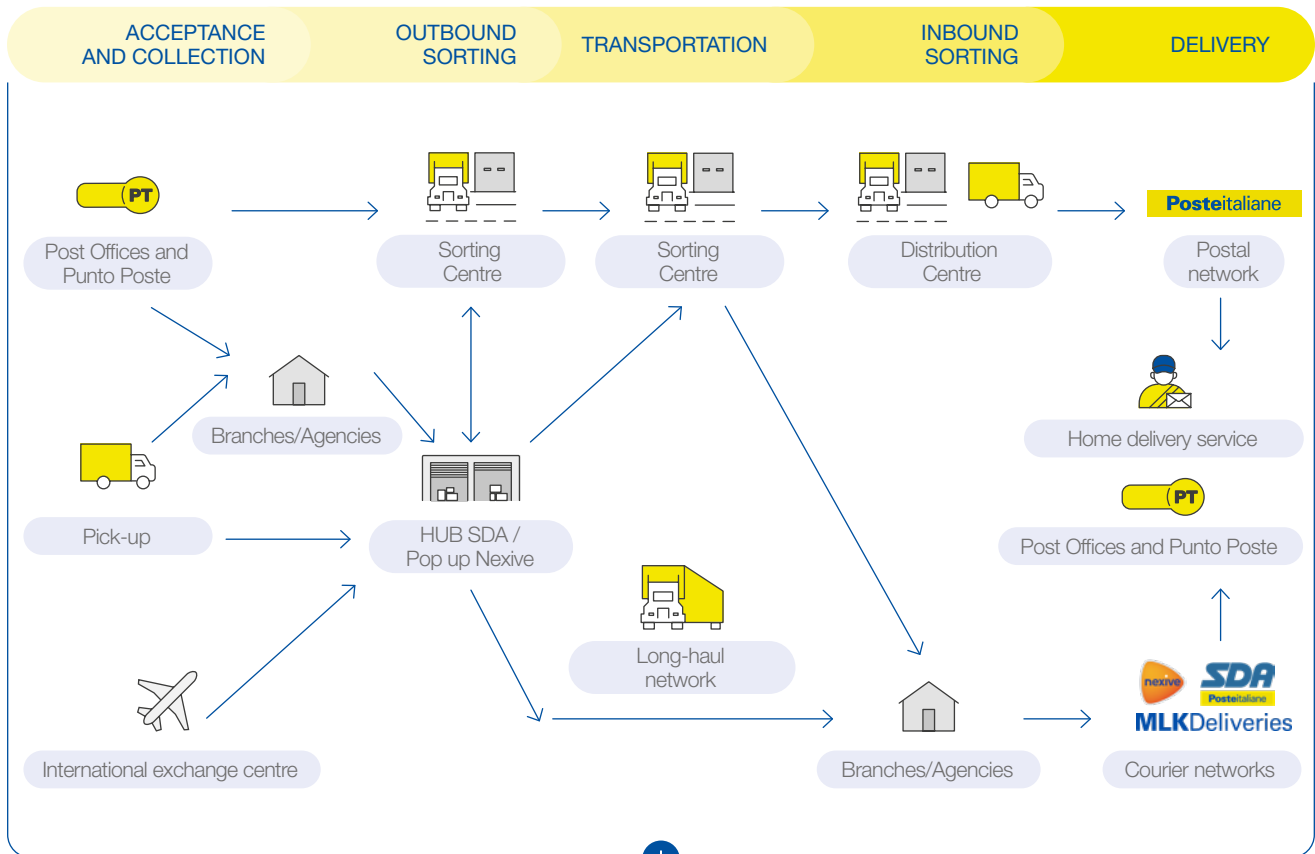 ACCEPTANCE
AND COLLECTION
OUTBOUND
SORTING
TRANSPORTATION
INBOUND
SORTING
DELIVERY
PT
Post Offices and
Punto Poste
Sorting
Centre
Sorting
Centre
Distribution
Centre
Posteitaliane
Postal
network
Branches/Agencies
Home delivery service
Pick-up
HUB SDA /
Pop up Nexive
PT
Post Offices and Punto Poste
Long-haul
network
International exchange centre
Branches/Agencies
nexive
SDA
Posteitaliane
MLKDeliveries
Courier networks